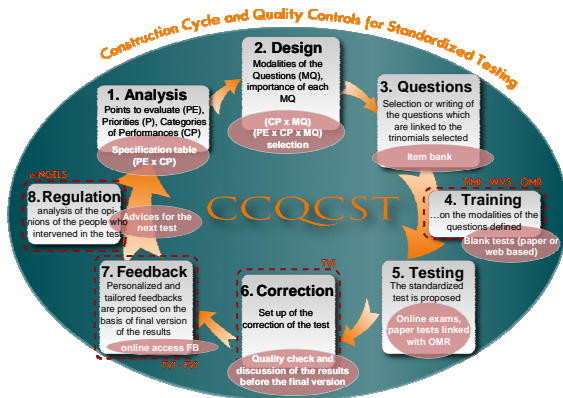 Construction Cycle and Quality Controls for Standardized Testing
2. Design
Modalities of the
Questions (MQ),
importance of each
MQ
(CP x MQ)
(PE x CP x MQ)
selection
3. Questions
Selection or writing of
the questions which
are linked to the
trinomials selected
Item bank
1. Analysis
Points to evaluate (PE),
Priorities (P), Categories
of Performances (CP)
Specification table
(PE x CP)
TIMI - WVS - OMR
4. Training
...on the modalities of the
questions defined
Blank tests (paper or
web based)
e-NGELS
8. Regulation
analysis of the opi-
nions of the people who
intervened in the test
Advices for the
next test
CCQCST
5. Testing
The standardized
test is proposed
Online exams,
paper tests linked
with OMR
TVI
6. Correction
Set up of the
correction of the test
Quality check and
discussion of the results
before the final version
7. Feedback
Personalized and
tailored feedbacks
are proposed on the
basis of final version
of the results
online access FB
TVI - PVI